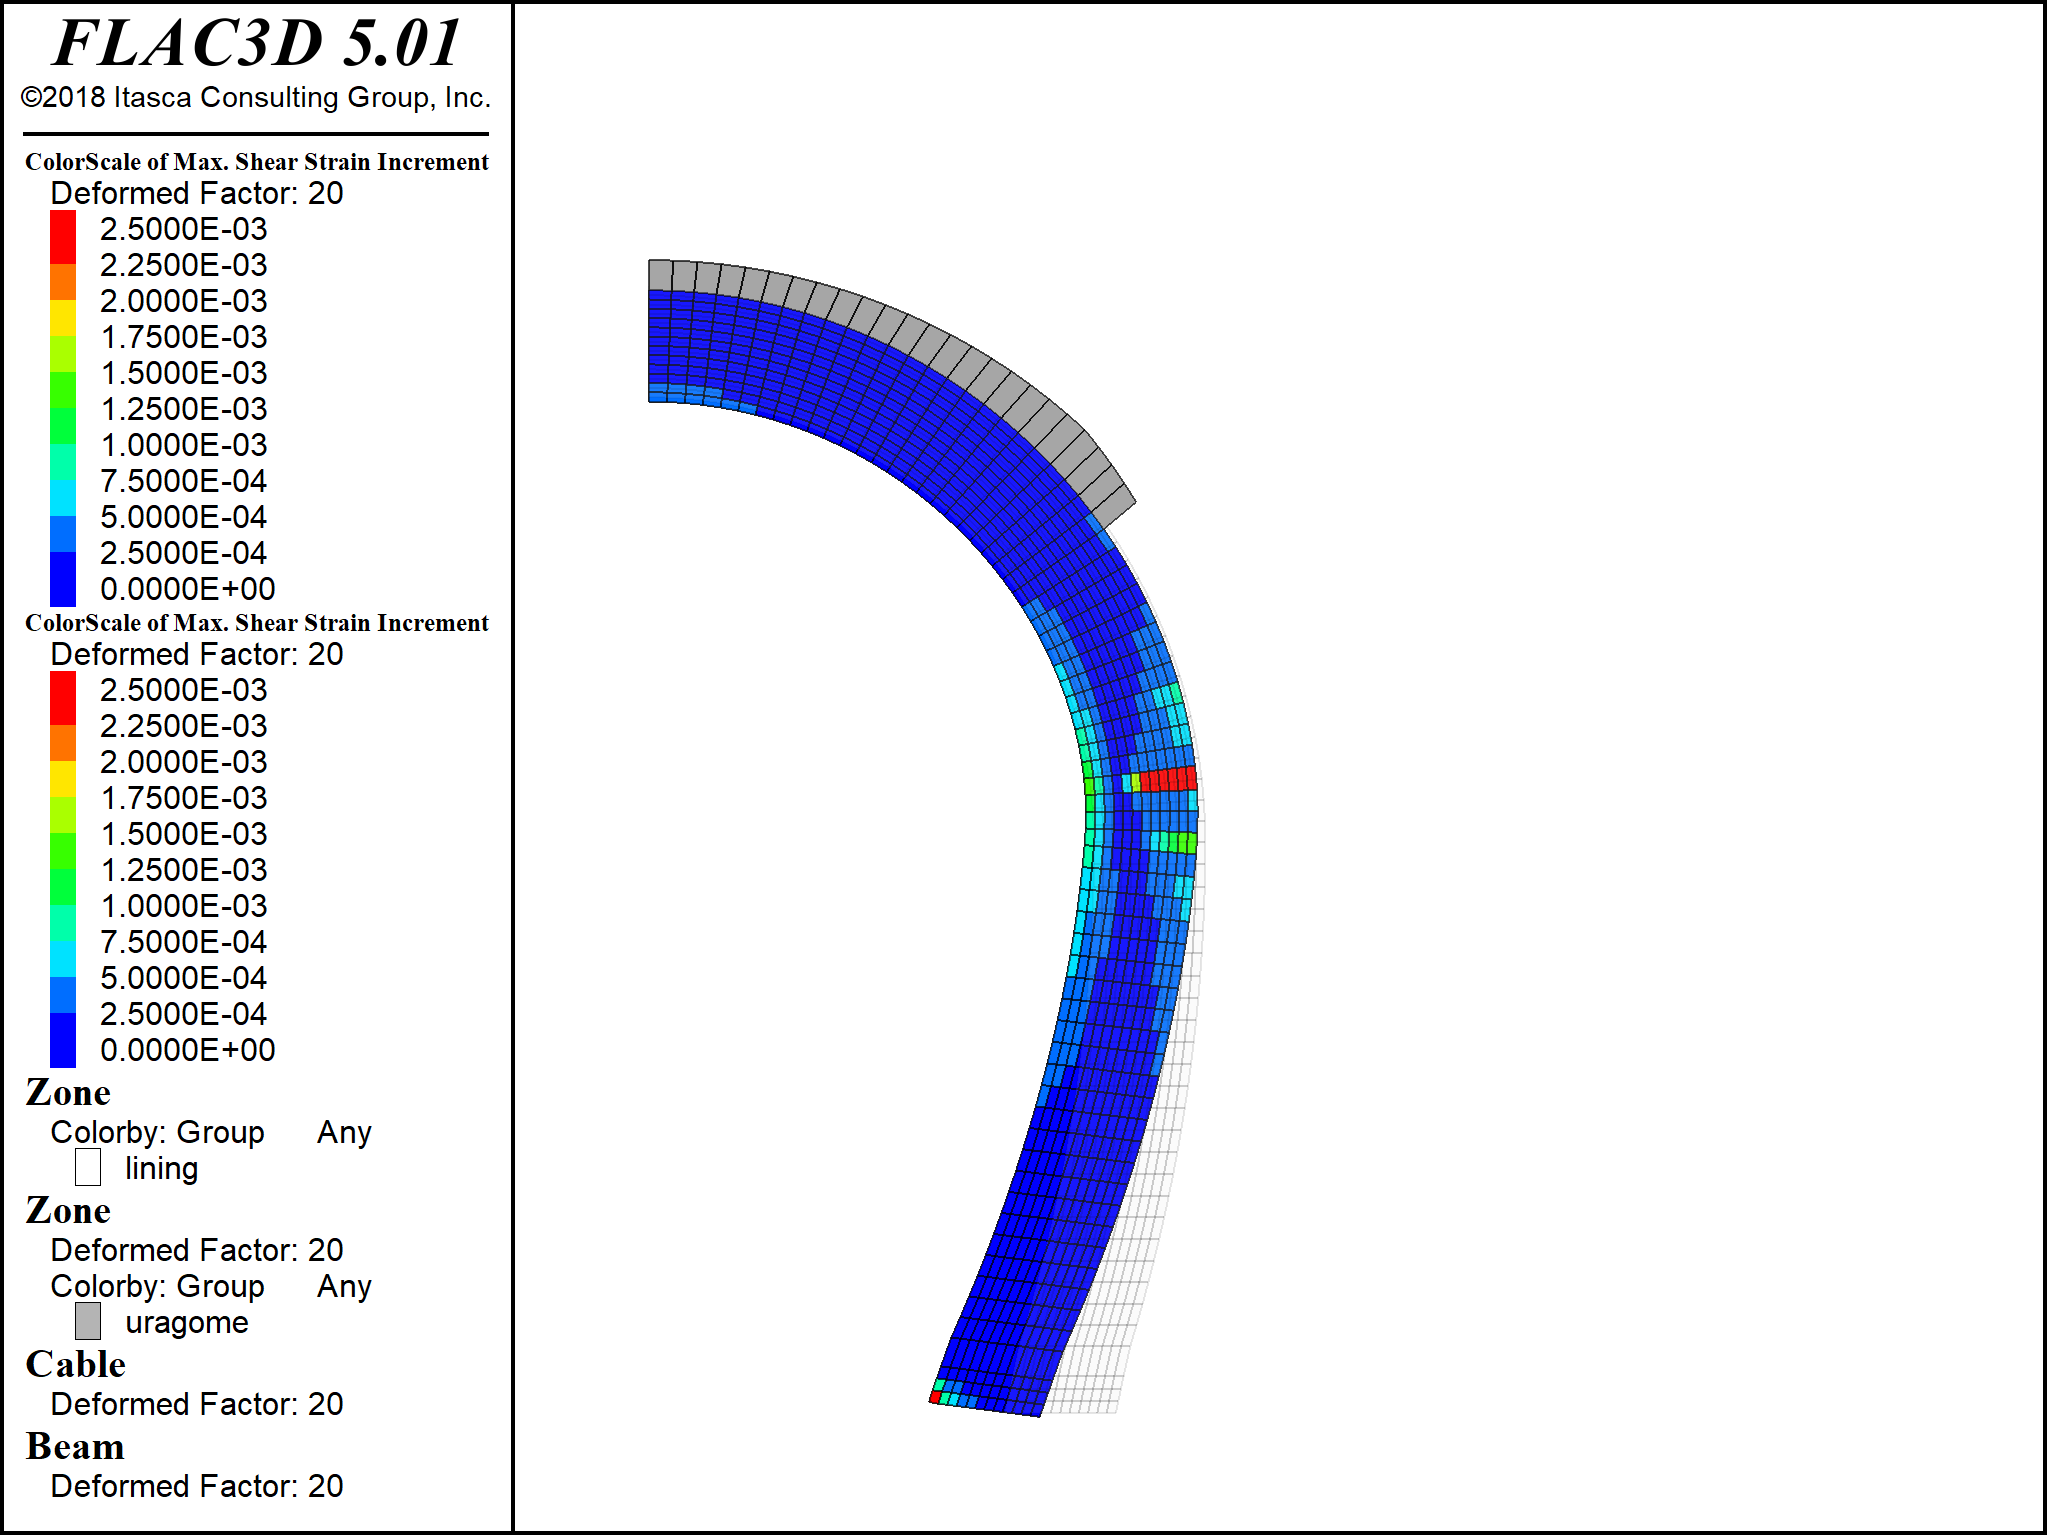 FLAC3D 5.01
©2018 Itasca Consulting Group, Inc.
ColorScale of Max. Shear Strain Increment
Deformed Factor: 20
2.5000E-03
2.2500E-03
2.0000E-03
1.7500E-03
1.5000E-03
1.2500E-03
1.0000E-03
7.5000E-04
5.0000E-04
2.5000E-04
0.0000E+00
ColorScale of Max. Shear Strain Increment
Deformed Factor: 20
2.5000E-03
2.2500E-03
2.0000E-03
1.7500E-03
1.5000E-03
1.2500E-03
1.0000E-03
7.5000E-04
5.0000E-04
2.5000E-04
0.0000E+00
Zone
Colorby: Group Any
lining
Zone
Deformed Factor: 20
Colorby: Group Any
uragome
Cable
Deformed Factor: 20
Beam
Deformed Factor: 20